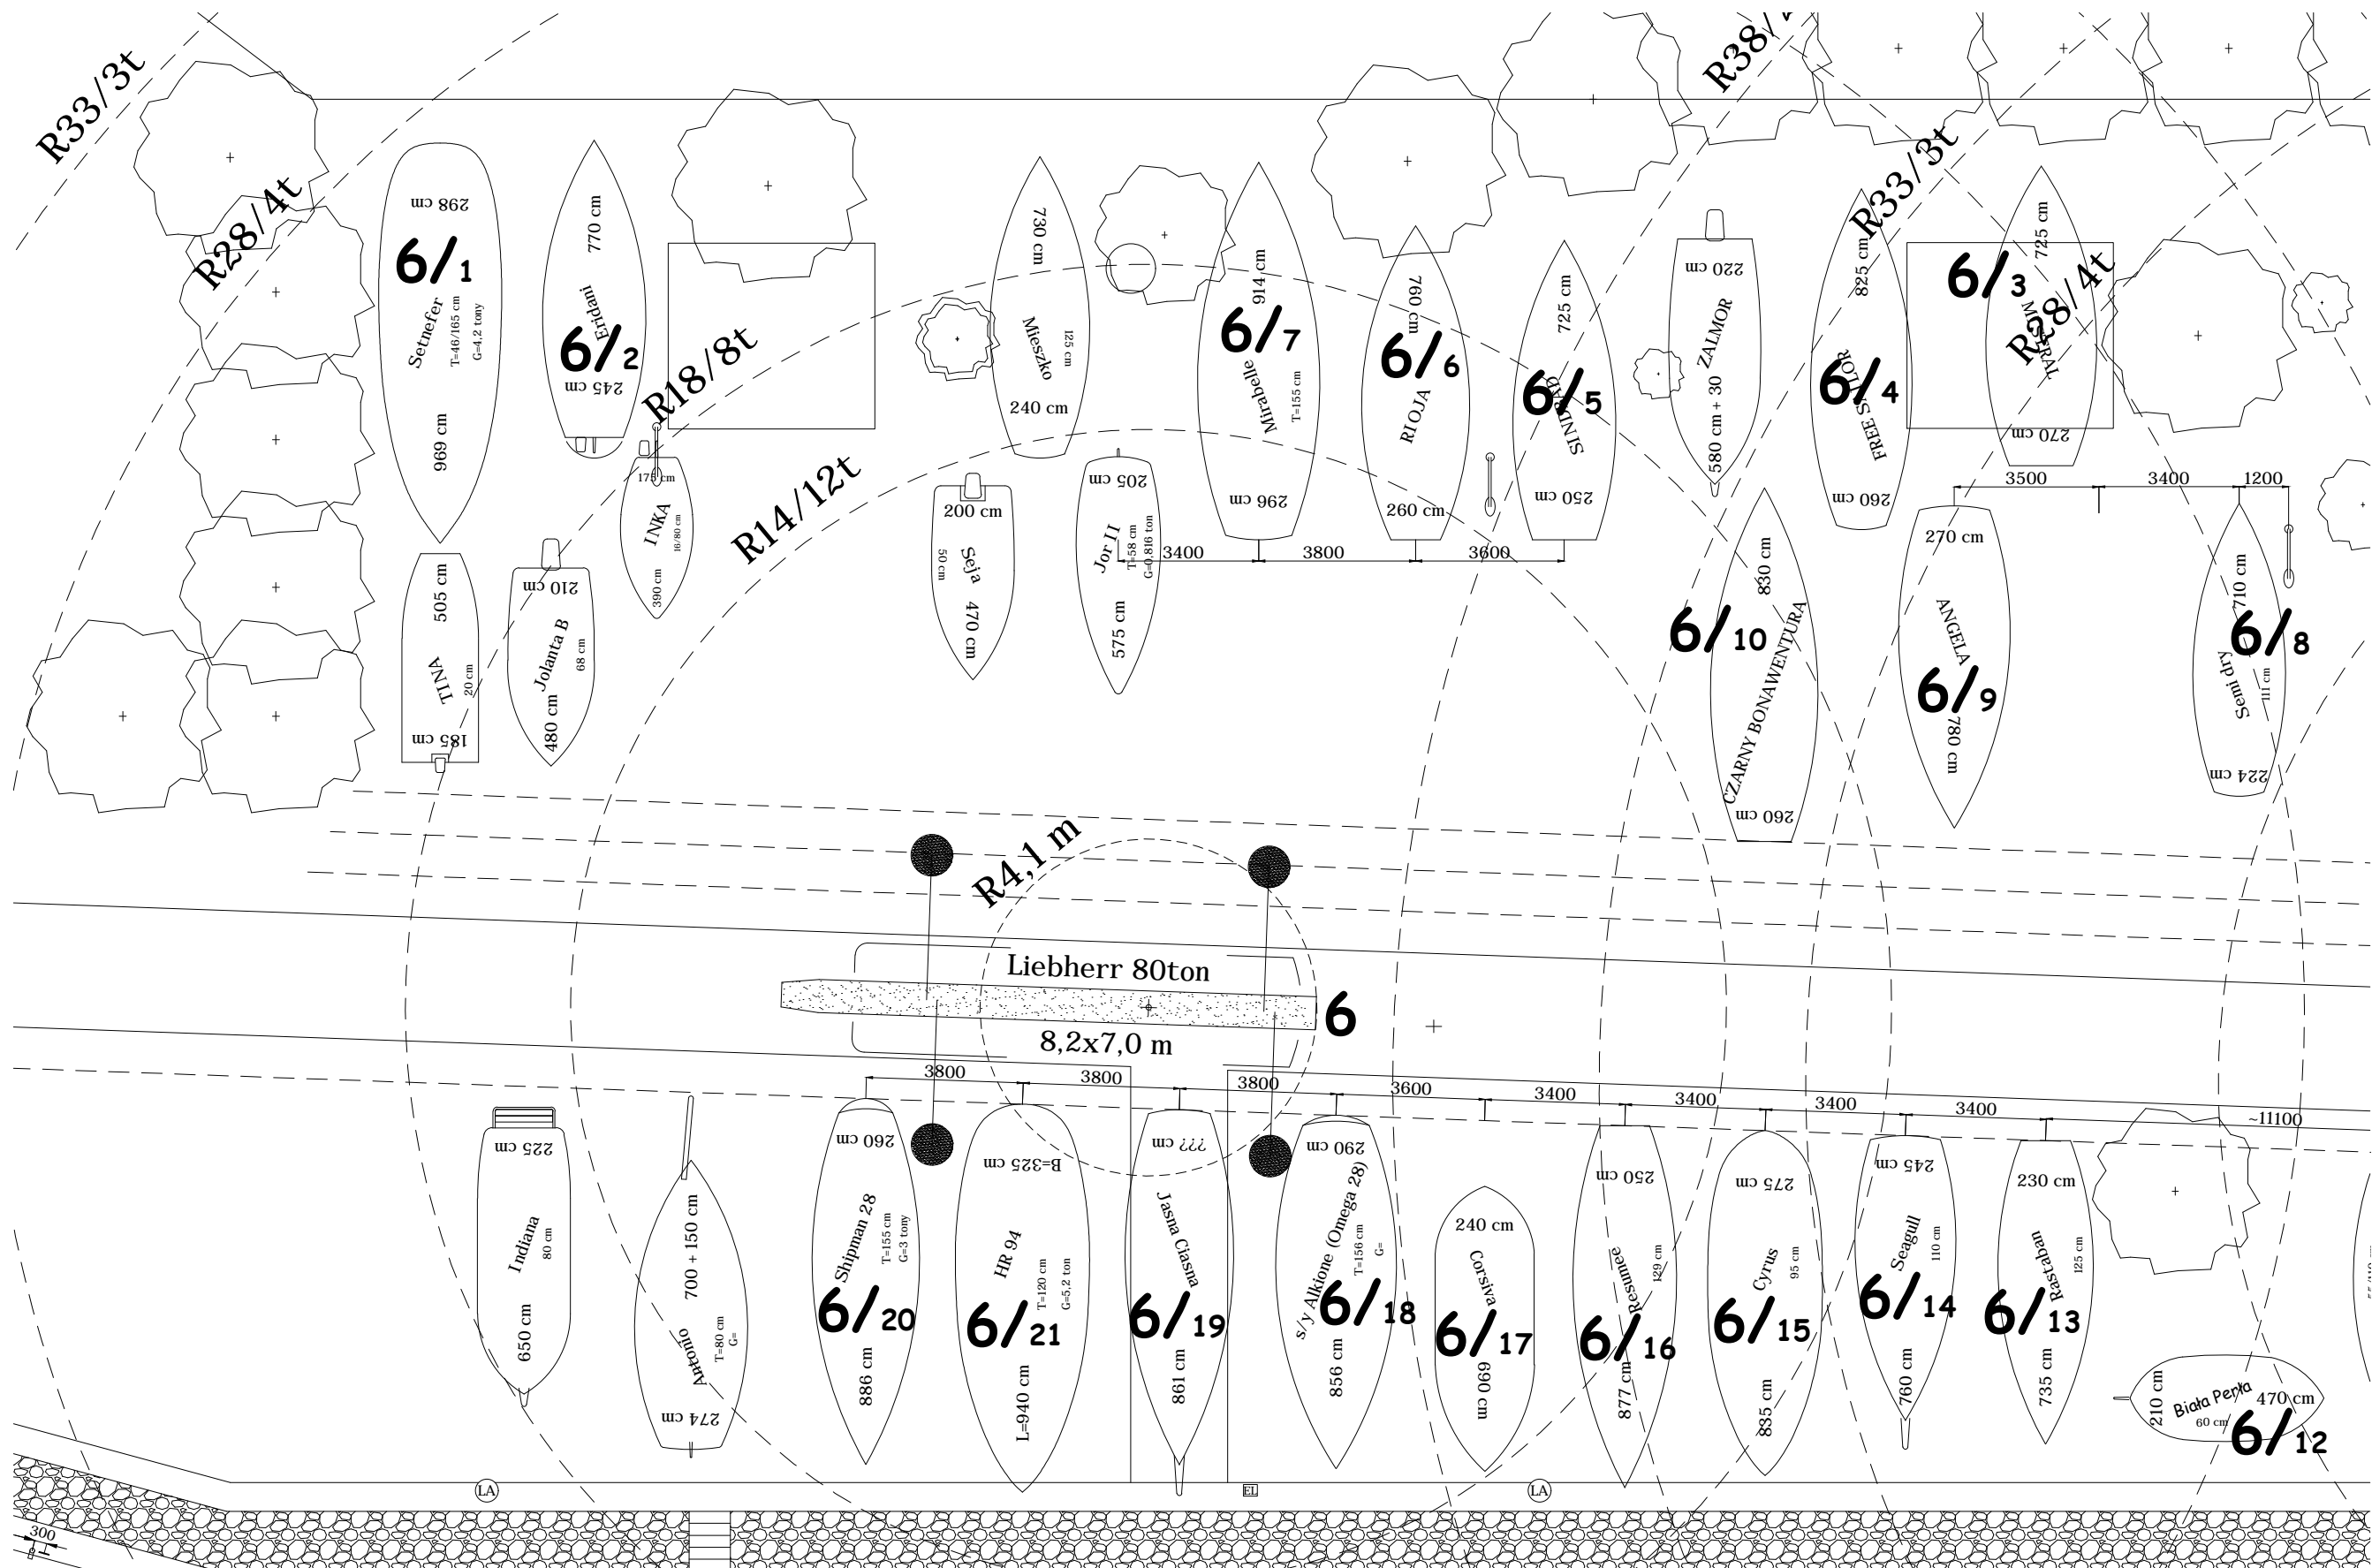 R33/3t
R28/4t
R18/8t
R14/12t
R38/
R33/3t
R28/4t
298 cm
6/1
Setnefer
T=46/165 cm
G=4,2 tony
969 cm
770 cm
Eridani
6/2
245 cm
730 cm
Mieszko
125 cm
240 cm
914 cm
6/7
Mirabelle
T=155 cm
296 cm
760 cm
6/6
RIOJA
260 cm
725 cm
6/5
SINDBAD
250 cm
220 cm
ZALMOR
580 cm + 30
825 cm
6/4
FREE SAILOR
260 cm
725 cm
6/3
MISTRAL
270 cm
3500
3400
1200
505 cm
TINA
20 cm
185 cm
210 cm
Jolanta B
68 cm
480 cm
175 cm
INKA
16/80 cm
390 cm
200 cm
50 cm
Seja
470 cm
205 cm
Jor II
T=58 cm
G=0,816 ton
575 cm
3400
3800
3600
830 cm
6/10
CZARNY BONAWENTURA
260 cm
270 cm
ANGELA
6/9
780 cm
710 cm
6/8
Semi dry
111 cm
224 cm
R4,1 m
Liebherr 80ton
6
8,2x7,0 m
3800
3800
3800
3600
3400
3400
3400
3400
~11100
225 cm
Indiana
80 cm
650 cm
700 + 150 cm
Antonio
T=80 cm
G=
274 cm
260 cm
Shipman 28
T=155 cm
G=3 tony
6/20
886 cm
B=325 cm
HR 94
T=120 cm
G=5,2 ton
6/21
L=940 cm
??? cm
Jasna Ciasna
6/19
861 cm
290 cm
s/y Alkione (Omega 28)
T=156 cm
G=
6/18
856 cm
240 cm
Corsiva
6/17
690 cm
250 cm
Resumee
129 cm
6/16
877 cm
275 cm
Cyrus
95 cm
6/15
835 cm
245 cm
Seagull
110 cm
6/14
760 cm
230 cm
Rastaban
125 cm
6/13
735 cm
210 cm
Biała Perła
60 cm
470 cm
6/12
LA
EL
LA
300